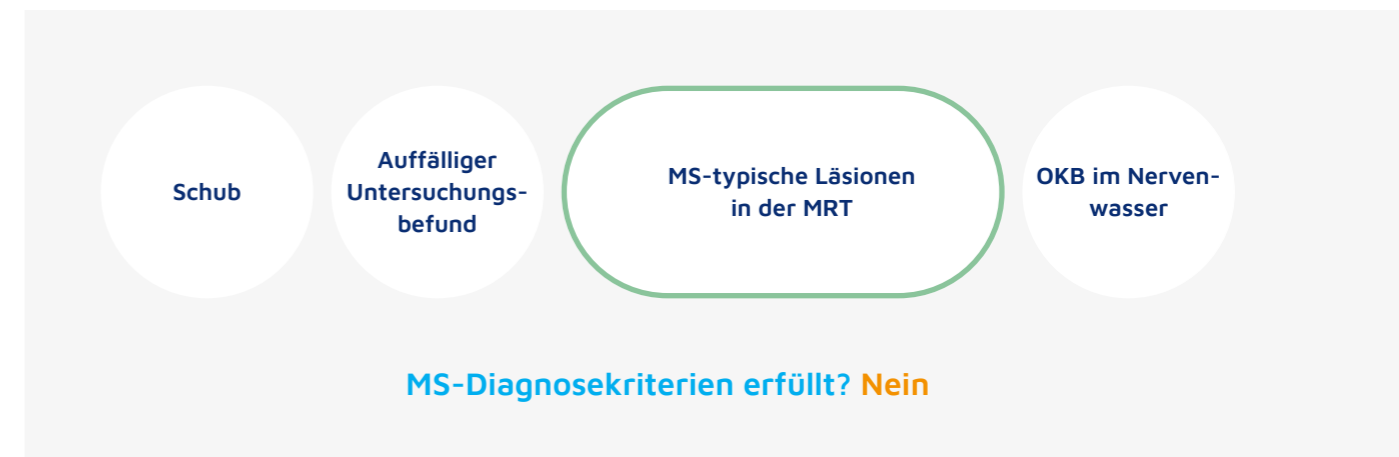 Schub
Auffälliger
Untersuchungs-
befund
MS-typische Läsionen
in der MRT
OKB im Nerven-
wasser
MS-Diagnosekriterien erfüllt? Nein